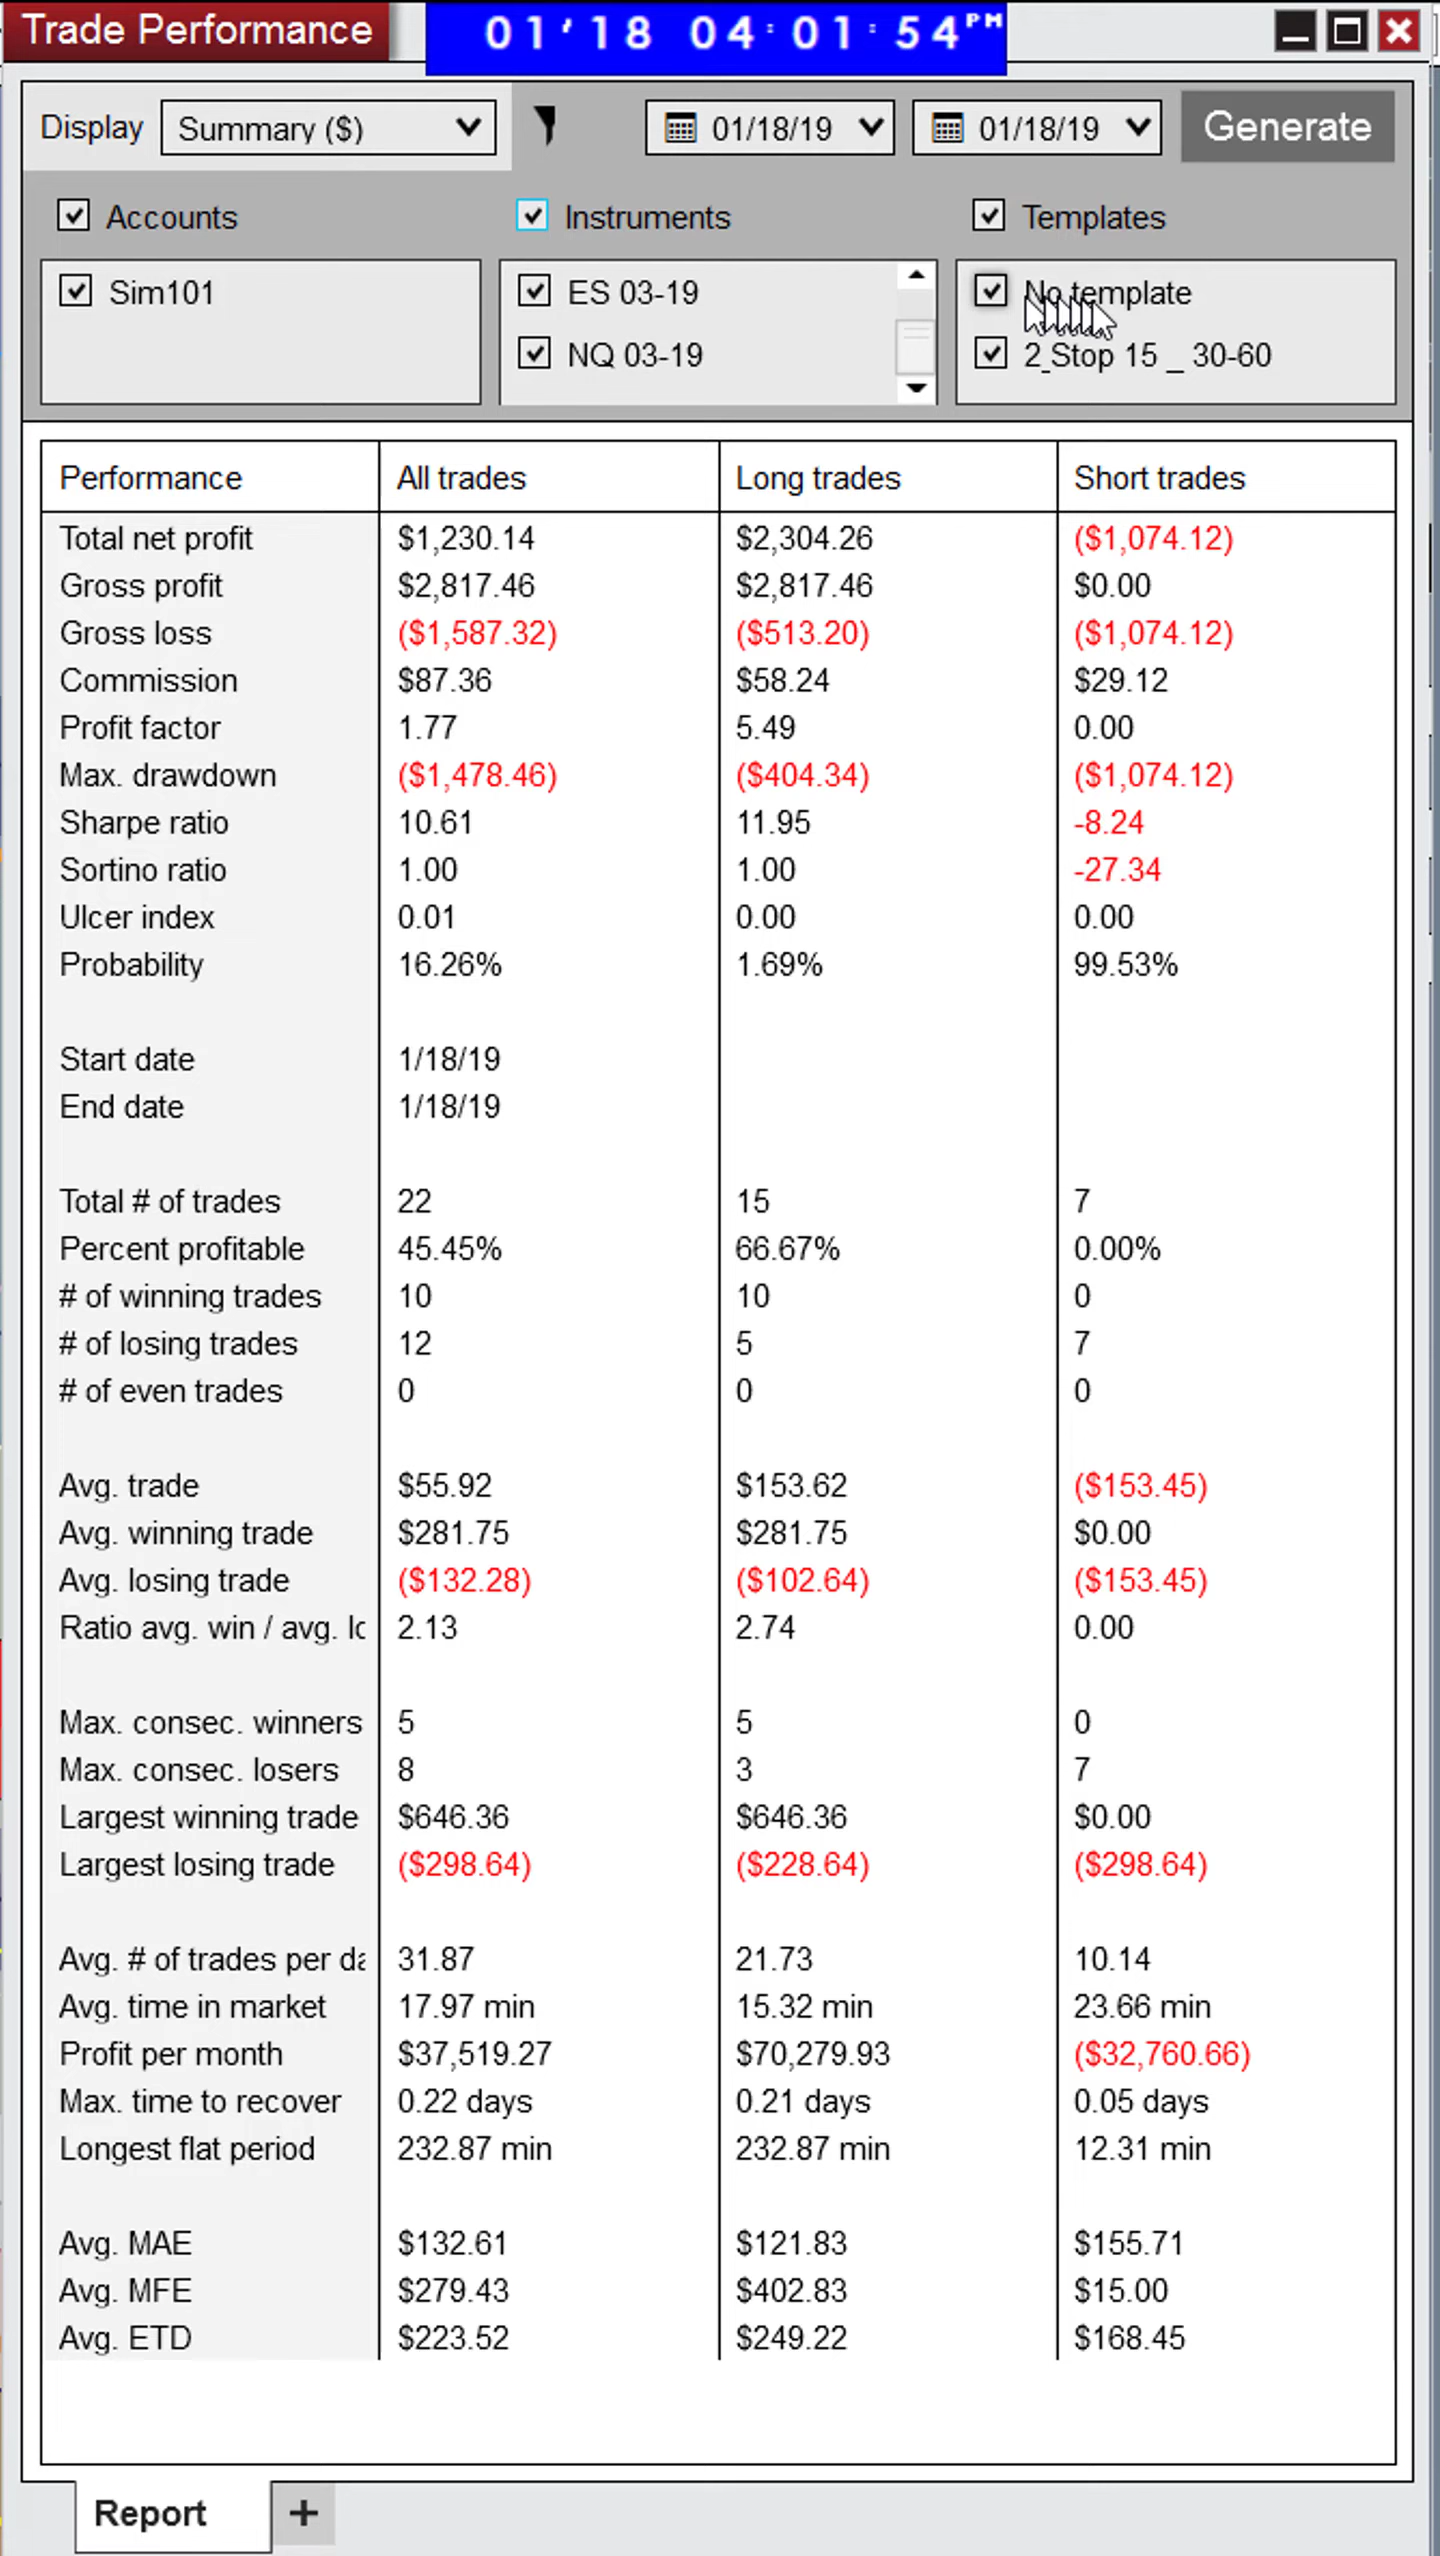 Trade Performance
01/18 04:01:54 PM
Display Summary ($) 01/18/19 01/18/19 Generate
Accounts Instruments Templates
Sim101 ES 03-19 No template
NQ 03-19 2_Stop 15 _ 30-60
Performance All trades Long trades Short trades
Total net profit $1,230.14 $2,304.26 ($1,074.12)
Gross profit $2,817.46 $2,817.46 $0.00
Gross loss ($1,587.32) ($513.20) ($1,074.12)
Commission $87.36 $58.24 $29.12
Profit factor 1.77 5.49 0.00
Max. drawdown ($1,478.46) ($404.34) ($1,074.12)
Sharpe ratio 10.61 11.95 -8.24
Sortino ratio 1.00 1.00 -27.34
Ulcer index 0.01 0.00 0.00
Probability 16.26% 1.69% 99.53%
Start date 1/18/19
End date 1/18/19
Total # of trades 22 15 7
Percent profitable 45.45% 66.67% 0.00%
# of winning trades 10 10 0
# of losing trades 12 5 7
# of even trades 0 0 0
Avg. trade $55.92 $153.62 ($153.45)
Avg. winning trade $281.75 $281.75 $0.00
Avg. losing trade ($132.28) ($102.64) ($153.45)
Ratio avg. win / avg. lo 2.13 2.74 0.00
Max. consec. winners 5 5 0
Max. consec. losers 8 3 7
Largest winning trade $646.36 $646.36 $0.00
Largest losing trade ($298.64) ($228.64) ($298.64)
Avg. # of trades per da 31.87 21.73 10.14
Avg. time in market 17.97 min 15.32 min 23.66 min
Profit per month $37,519.27 $70,279.93 ($32,760.66)
Max. time to recover 0.22 days 0.21 days 0.05 days
Longest flat period 232.87 min 232.87 min 12.31 min
Avg. MAE $132.61 $121.83 $155.71
Avg. MFE $279.43 $402.83 $15.00
Avg. ETD $223.52 $249.22 $168.45
Report +